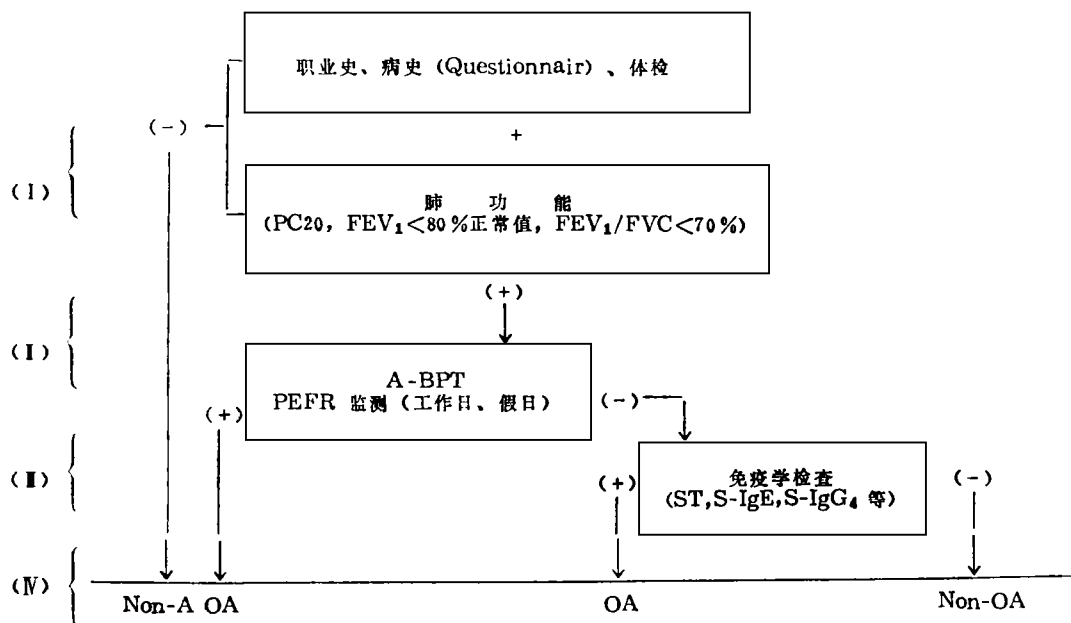 职业史、病史 (Questionnair)、体检
(-)
+
(Ⅰ)
肺 功 能
(PC20, FEV₁<80%正常值, FEV₁/FVC<70%)
(+)
(Ⅱ)
A-BPT
PEFR 监测 (工作日、假日)
(+)
(-)
(Ⅲ)
免疫学检查
(ST,S-IgE,S-IgG₄ 等)
(+)
(-)
(Ⅳ)
Non-A OA OA Non-OA